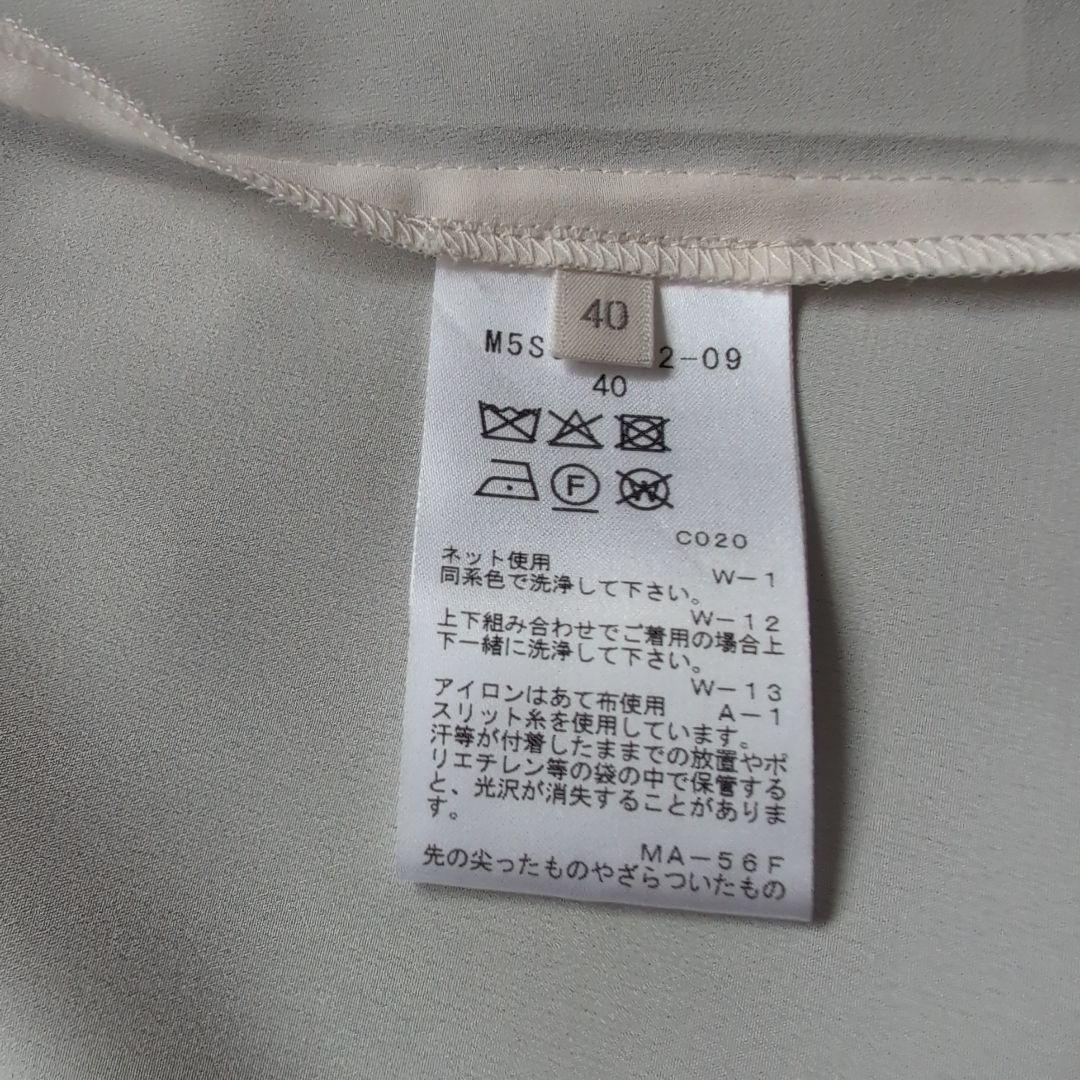 40
M5S 2-09
40
F
W
C020
ネット使用
W-1
同系色で洗浄して下さい。
W-12
上下組み合わせでご着用の場合上
下一緒に洗浄して下さい。
W-13
アイロンはあて布使用
A-1
スリット糸を使用しています。
汗等が付着したままでの放置やポ
リエチレン等の袋の中で保管する
と、光沢が消失することがありま
す。
MA-56F
先の尖ったものやざらついたもの